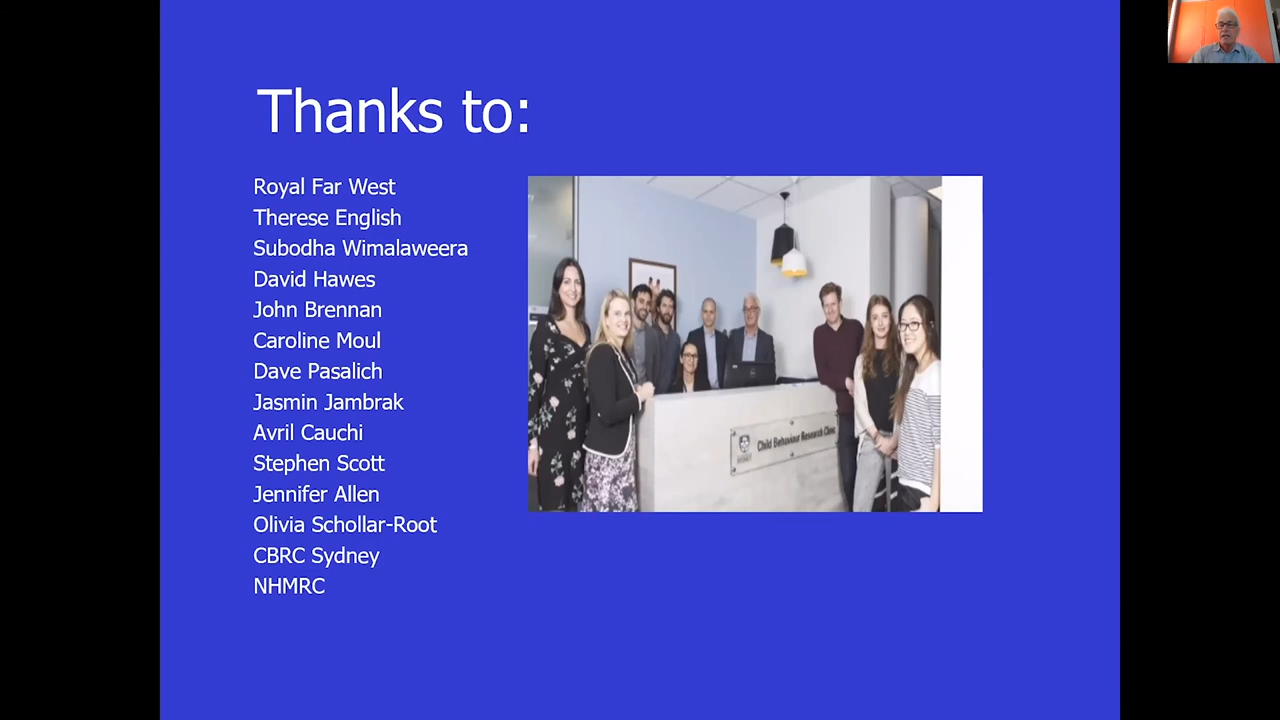 Thanks to:
Royal Far West
Therese English
Subodha Wimalaweera
David Hawes
John Brennan
Caroline Moul
Dave Pasalich
Jasmin Jambrak
Avril Cauchi
Stephen Scott
Jennifer Allen
Olivia Schollar-Root
CBRC Sydney
NHMRC
Child Behaviour Research Clinic